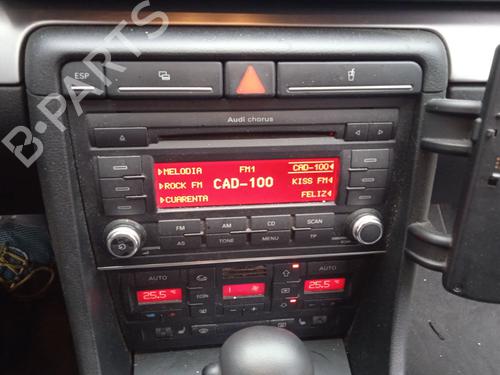 B-PARTS
ESP
Audi chorus
MELODIA FM1 CAD-100
ROCK FM CAD-100 KISS FM
CUARENTA FELIZ
FM AM CD SCAN
AS TONE MENU TP
AUTO AUTO
25.5 25.5
ECON